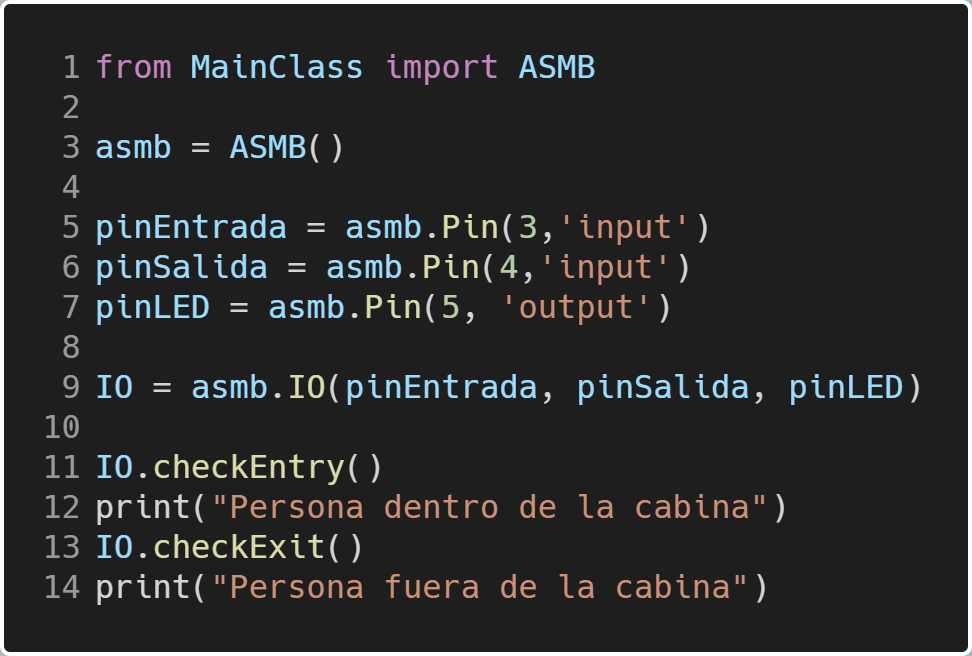 1 from MainClass import ASMB
2
3 asmb = ASMB()
4
5 pinEntrada = asmb.Pin(3,'input')
6 pinSalida = asmb.Pin(4,'input')
7 pinLED = asmb.Pin(5, 'output')
8
9 IO = asmb.IO(pinEntrada, pinSalida, pinLED)
10
11 IO.checkEntry()
12 print("Persona dentro de la cabina")
13 IO.checkExit()
14 print("Persona fuera de la cabina")